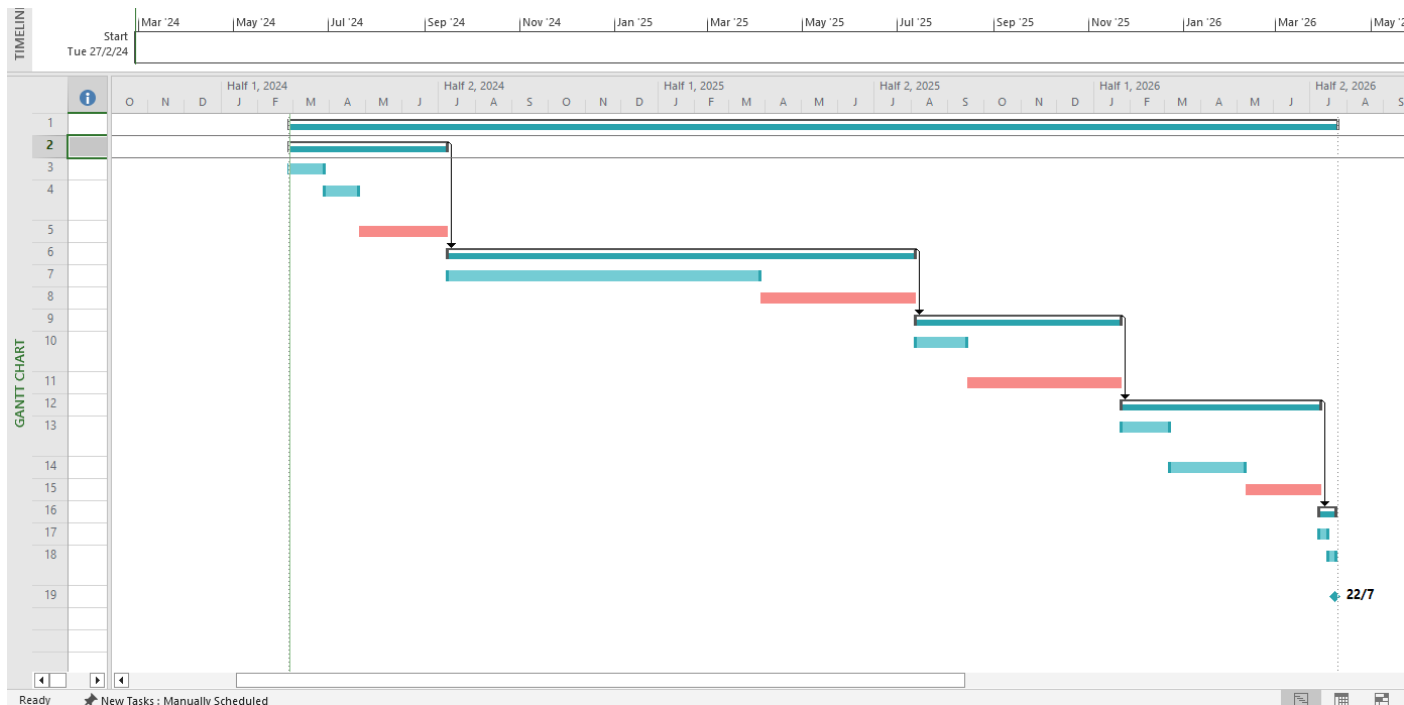 TIMELINE
Mar '24 May '24 Jul '24 Sep '24 Nov '24 Jan '25 Mar '25 May '25 Jul '25 Sep '25 Nov '25 Jan '26 Mar '26 May '2
Start
Tue 27/2/24
Half 1, 2024 Half 2, 2024 Half 1, 2025 Half 2, 2025 Half 1, 2026 Half 2, 2026
O N D J F M A M J J A S O N D J F M A M J J A S O N D J F M A M J J A S
1
2
3
4
5
6
7
8
9
10
11
12
13
14
15
16
17
18
19 22/7
GANTT CHART
Ready New Tasks : Manually Scheduled